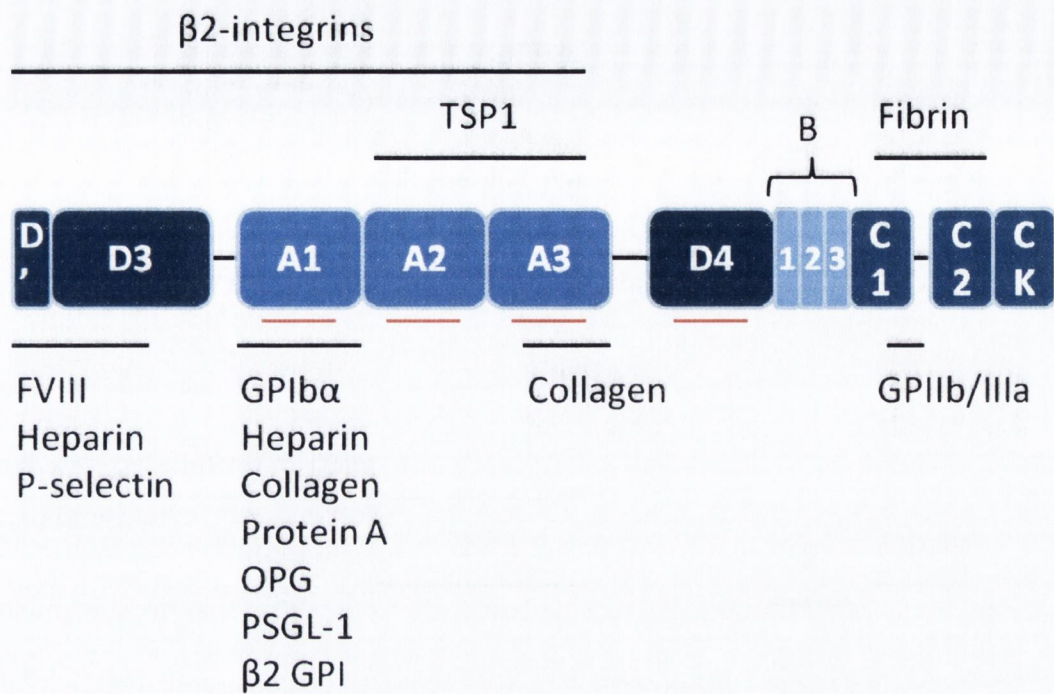 β2-integrins
TSP1
B
Fibrin
D'
D3
A1
A2
A3
D4
1
2
3
C1
C2
CK
FVIII
Heparin
P-selectin
GPIbα
Heparin
Collagen
Protein A
OPG
PSGL-1
β2 GPI
Collagen
GPIIb/IIIa